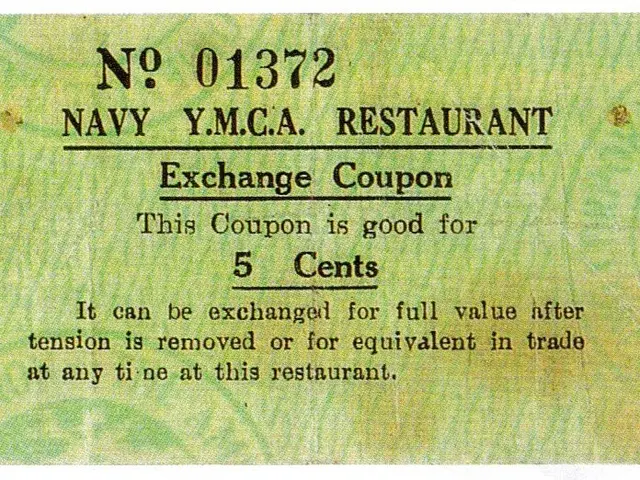 Nº 01372
NAVY Y.M.C.A. RESTAURANT
Exchange Coupon
This Coupon is good for
5 Cents
It can be exchanged for full value after
tension is removed or for equivalent in trade
at any ti ne at this restaurant.